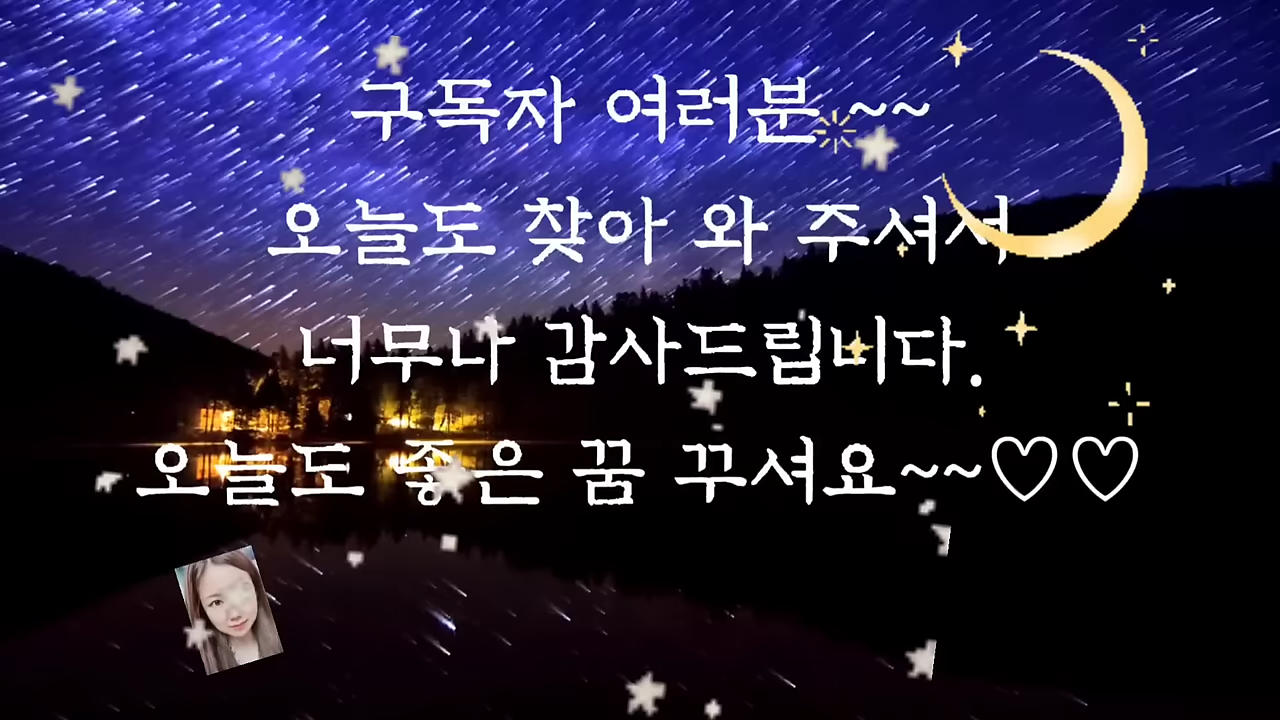 구독자 여러분 ~~
오늘도 찾아 와 주셔서
너무나 감사드립니다.
오늘도 좋은 꿈 꾸셔요~~♡♡